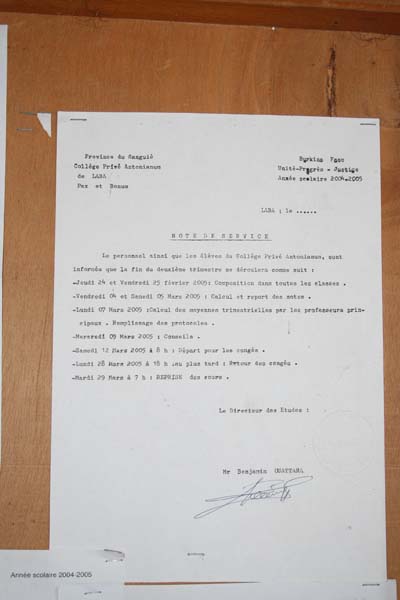 Province du Sanguié
Collège Privé Antonianum
de LABA
Pax et Bonum
Burkina Faso
Unité-Progrès - Justice
Année scolaire 2004-2005
LABA, le ......
NOTE DE SERVICE
Le personnel ainsi que les élèves du Collège Privé Antonianum, sont
informés que la fin du deuxième trimestre se déroulera comme suit :
-Jeudi 24 et Vendredi 25 février 2005: Composition dans toutes les classes.
-Vendredi 04 et Samedi 05 Mars 2005 : Calcul et report des notes.
-Lundi 07 Mars 2005 :Calcul des moyennes trimestrielles par les professeurs prin-
cipaux . Remplissage des protocoles .
-Mercredi 09 Mars 2005 : Conseils .
-Samedi 12 Mars 2005 à 8 h : Départ pour les congés .
-Lundi 28 Mars 2005 à 18 h au plus tard : Retour des congés .
-Mardi 29 Mars à 7 h : REPRISE des cours .
Le Directeur des Etudes :
Mr Benjamin OUATTARA
Année scolaire 2004-2005